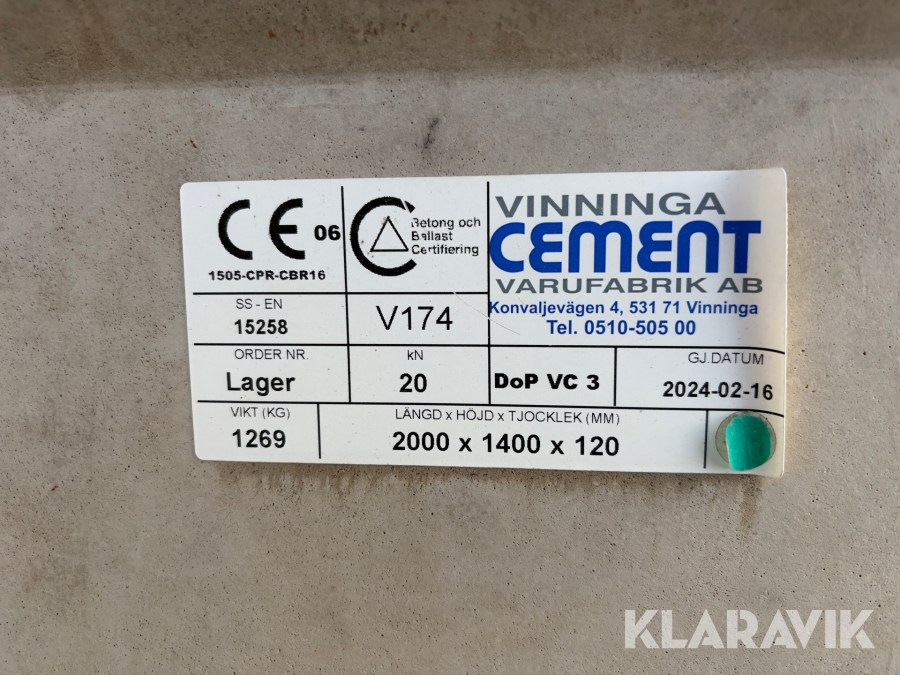 CE 06
1505-CPR-CBR16
Betong och
Ballast
Certifiering
VINNINGA
CEMENT
VARUFABRIK AB
Konvaljevägen 4, 531 71 Vinninga
Tel. 0510-505 00
SS - EN
15258
V174
ORDER NR.
Lager
kN
20
DoP VC 3
GJ.DATUM
2024-02-16
VIKT (KG)
1269
LÄNGD x HÖJD x TJOCKLEK (MM)
2000 x 1400 x 120
KLARAVIK